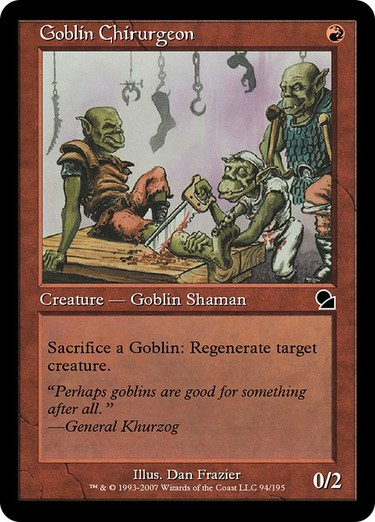 Goblin Chirurgeon
Creature — Goblin Shaman
Sacrifice a Goblin: Regenerate target
creature.
“Perhaps goblins are good for something
after all.”
—General Khurzog
Illus. Dan Frazier
™ & © 1993-2007 Wizards of the Coast LLC 94/195
0/2